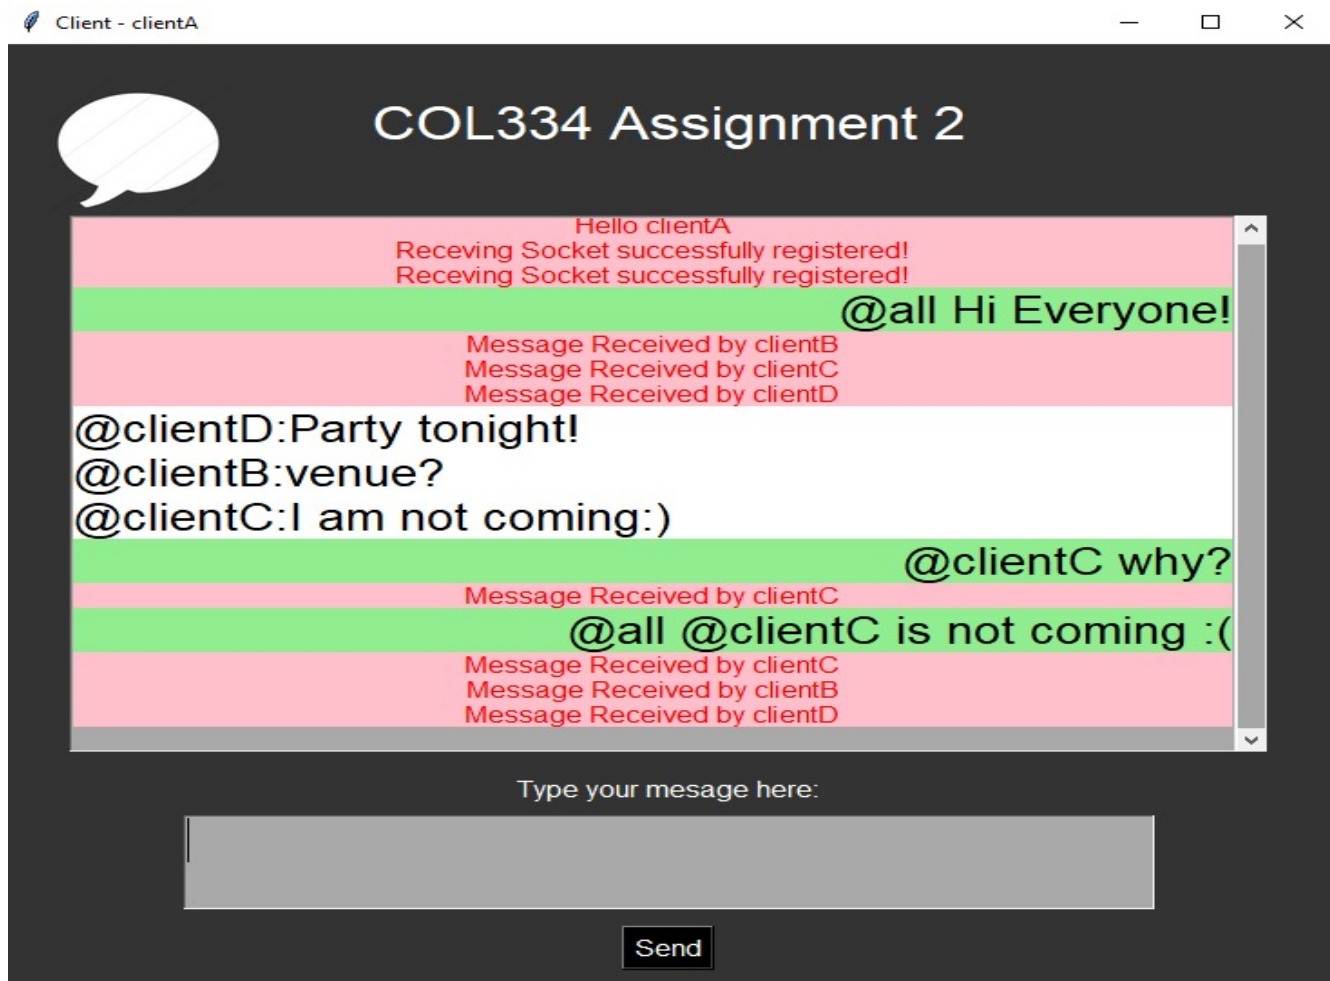 Client - clientA
COL334 Assignment 2
Hello clientA
Receving Socket successfully registered!
Receving Socket successfully registered!
@all Hi Everyone!
Message Received by clientB
Message Received by clientC
Message Received by clientD
@clientD:Party tonight!
@clientB:venue?
@clientC:I am not coming:)
@clientC why?
Message Received by clientC
@all @clientC is not coming :(
Message Received by clientC
Message Received by clientB
Message Received by clientD
Type your mesage here:
Send